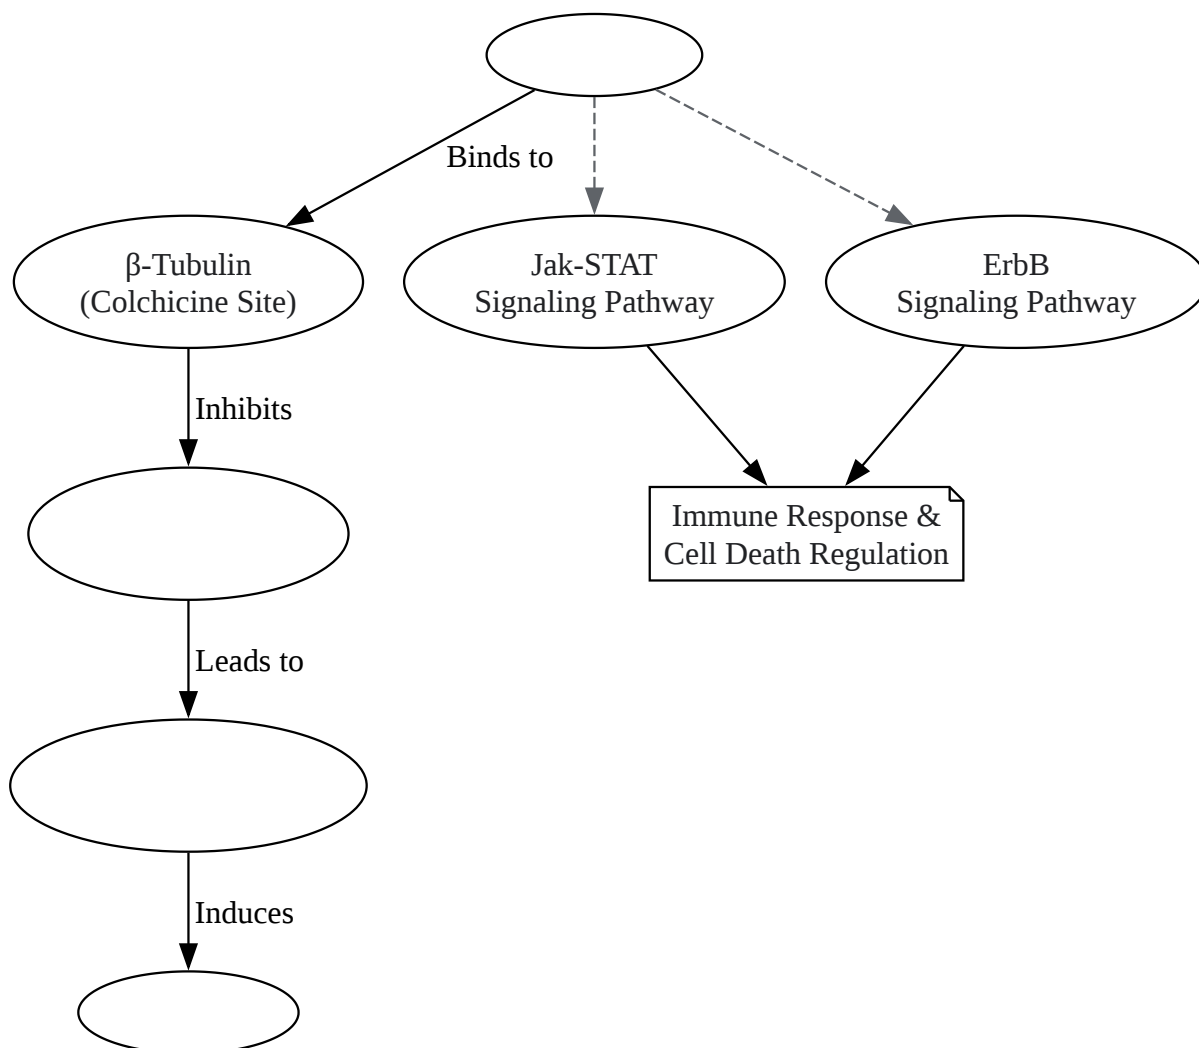 Binds to
β-Tubulin
(Colchicine Site)
Jak-STAT
Signaling Pathway
ErbB
Signaling Pathway
Inhibits
Immune Response &
Cell Death Regulation
Leads to
Induces